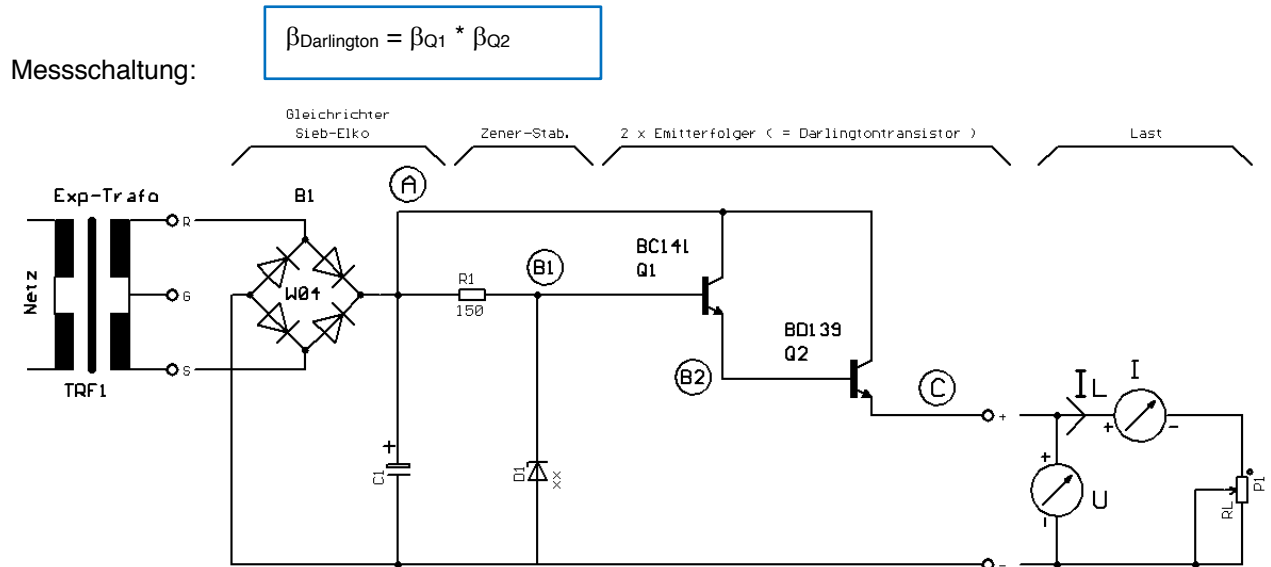 βDarlington = βQ1 * βQ2
Messschaltung:
Gleichrichter
Sieb-Elko
Zener-Stab.
2 x Emitterfolger ( = Darlingtontransistor )
Last
Exp-Trafo
B1
A
R
BC141
Q1
B1
R1
150
Netz
G
W04
BD139
Q2
B2
C
I
IL
S
TRF1
+
+
-
+
C1
D1
xx
+
U
-
RL
P1
-